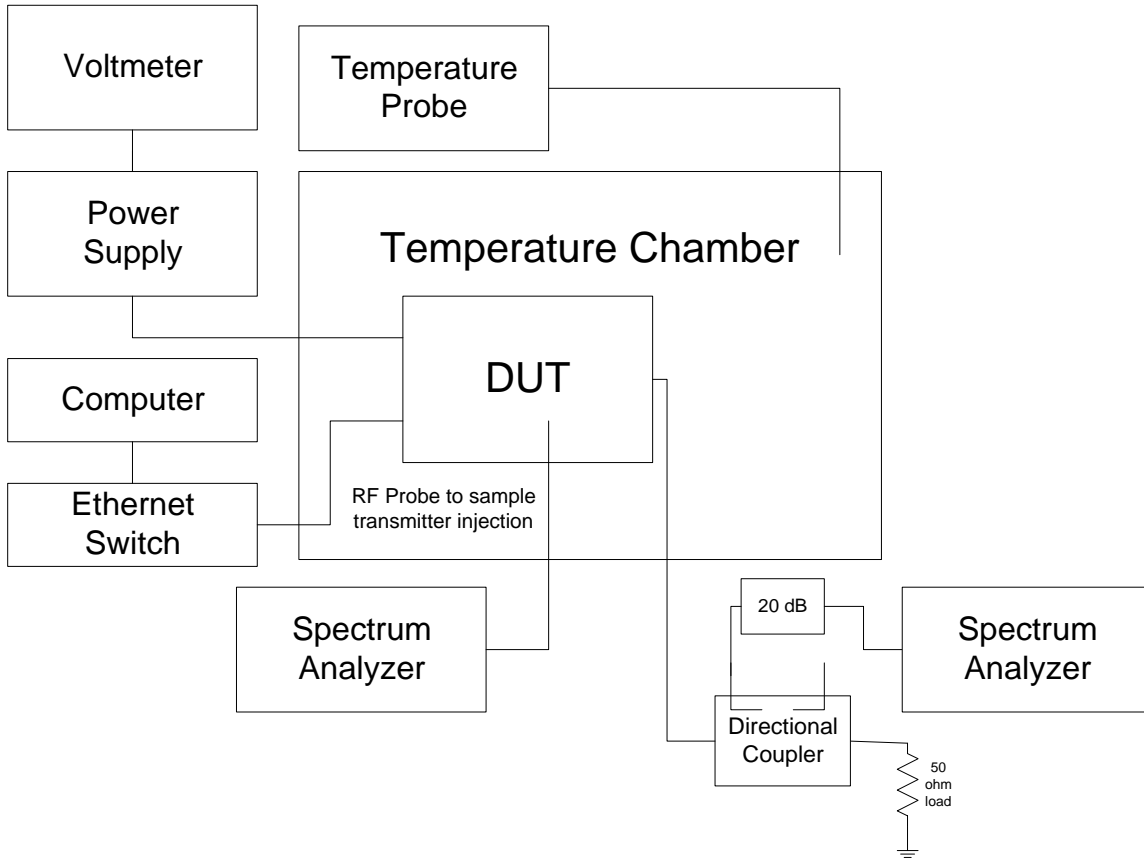 Voltmeter
Temperature
Probe
Power
Supply
Temperature Chamber
DUT
Computer
Ethernet
Switch
RF Probe to sample
transmitter injection
Spectrum
Analyzer
20 dB
Spectrum
Analyzer
Directional
Coupler
50
ohm
load